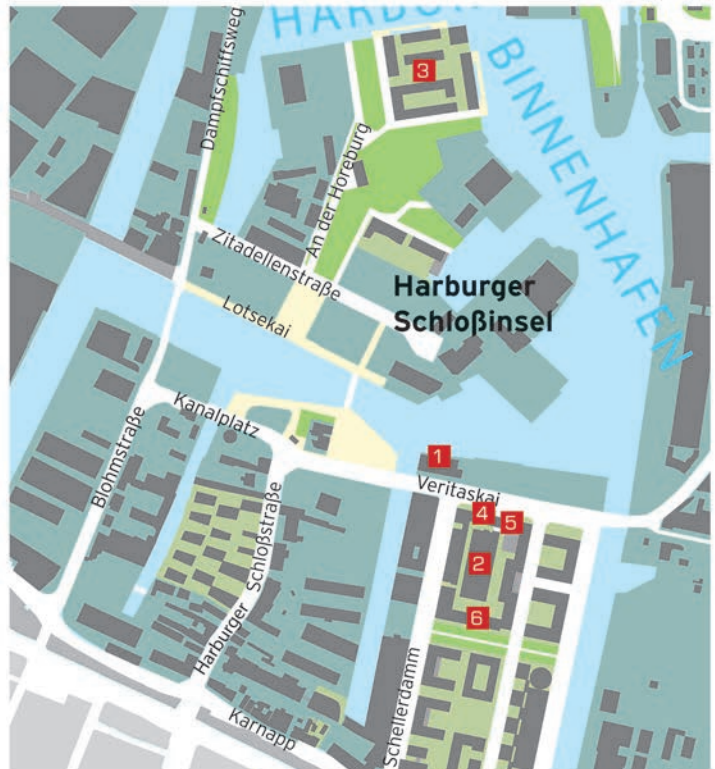 Dampfschiffsweg
3
BINNENHAFEN
An der Horeburg
Zitadellenstraße
Harburger
Schloßinsel
Lotsekai
Kanalplatz
Blohmstraße
1
Veritaskai
4
5
2
6
Harburger Schloßstraße
Schellerdamm
Karnapp